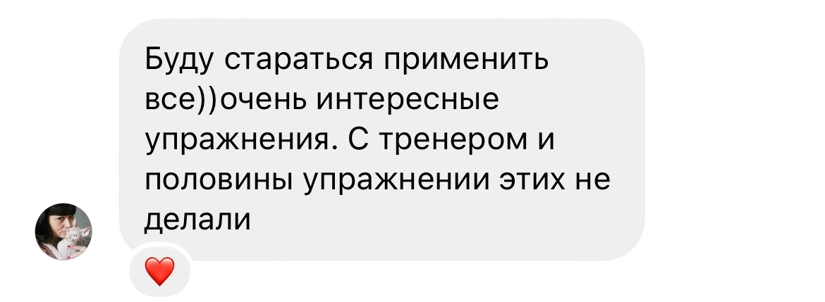 Буду стараться применить
все))очень интересные
упражнения. С тренером и
половины упражнении этих не
делали